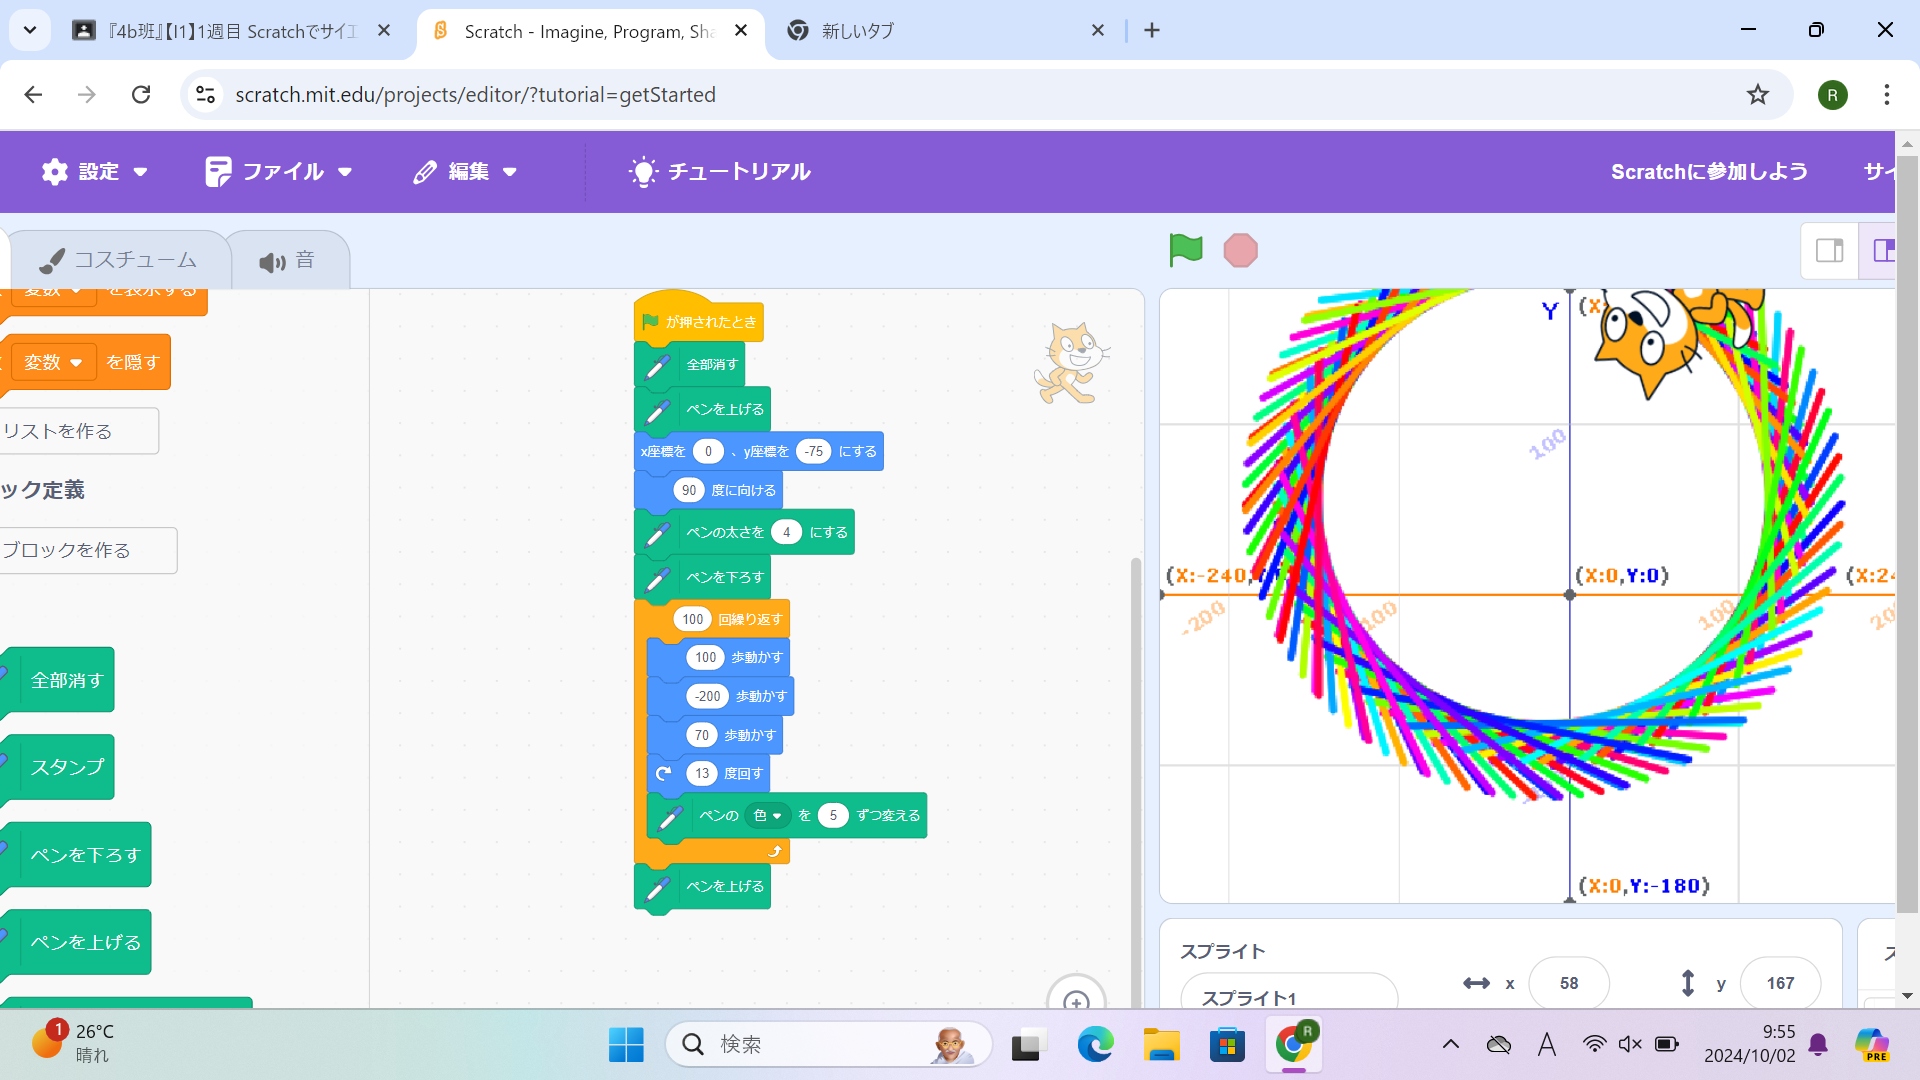 『4b班』【I1】1週目 Scratchでサイエ
Scratch - Imagine, Program, Sha
新しいタブ
scratch.mit.edu/projects/editor/?tutorial=getStarted
R
設定
ファイル
編集
チュートリアル
Scratchに参加しよう
サイ
コスチューム
音
変数 を表示する
変数 を隠す
リストを作る
ック定義
ブロックを作る
全部消す
スタンプ
ペンを下ろす
ペンを上げる
が押されたとき
全部消す
ペンを上げる
x座標を 0 、y座標を -75 にする
90 度に向ける
ペンの太さを 4 にする
ペンを下ろす
100 回繰り返す
100 歩動かす
-200 歩動かす
70 歩動かす
13 度回す
ペンの 色 を 5 ずつ変える
ペンを上げる
Y
(X:
100
(X:-240,
(X:0,Y:0)
(X:24
-200
100
100
200
(X:0,Y:-180)
スプライト
スプライト1
x 58
y 167
ス
1
26°C
晴れ
検索
R
A
9:55
2024/10/02
PRE